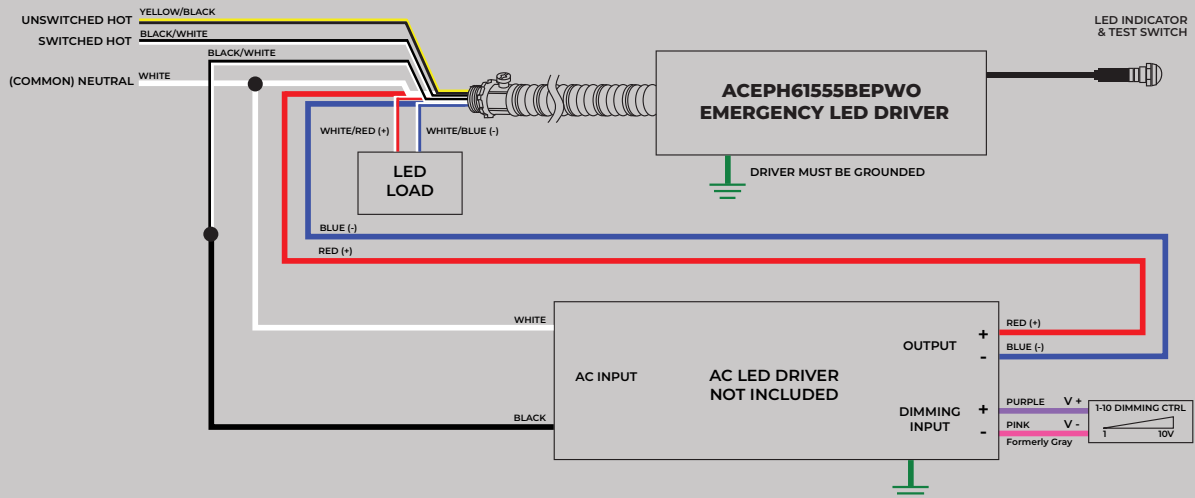 UNSWITCHED HOT
YELLOW/BLACK
SWITCHED HOT
BLACK/WHITE
BLACK/WHITE
(COMMON) NEUTRAL
WHITE
LED INDICATOR
& TEST SWITCH
ACEPH61555BEPWO
EMERGENCY LED DRIVER
WHITE/RED (+)
WHITE/BLUE (-)
LED
LOAD
DRIVER MUST BE GROUNDED
BLUE (-)
RED (+)
WHITE
AC INPUT
BLACK
AC LED DRIVER
NOT INCLUDED
OUTPUT
+
-
RED (+)
BLUE (-)
DIMMING
INPUT
+
-
PURPLE V +
PINK V -
Formerly Gray
1-10 DIMMING CTRL
1 10V